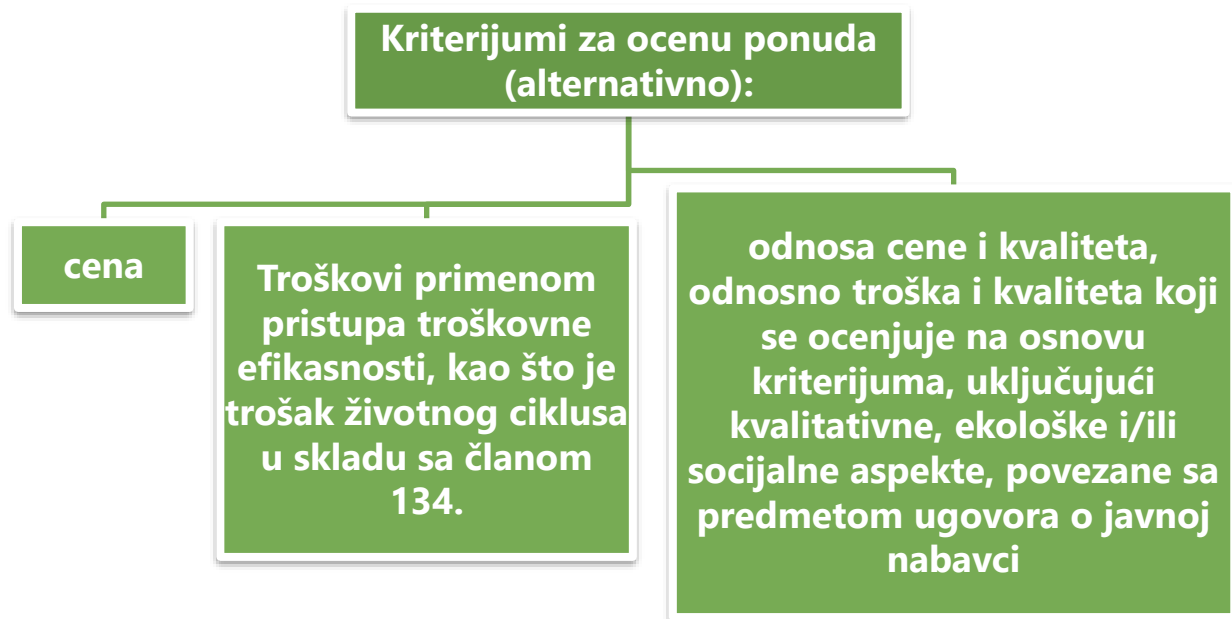 Kriterijumi za ocenu ponuda
(alternativno):
cena
Troškovi primenom
pristupa troškovne
efikasnosti, kao što je
trošak životnog ciklusa
u skladu sa članom
134.
odnosa cene i kvaliteta,
odnosno troška i kvaliteta koji
se ocenjuje na osnovu
kriterijuma, uključujući
kvalitativne, ekološke i/ili
socijalne aspekte, povezane sa
predmetom ugovora o javnoj
nabavci